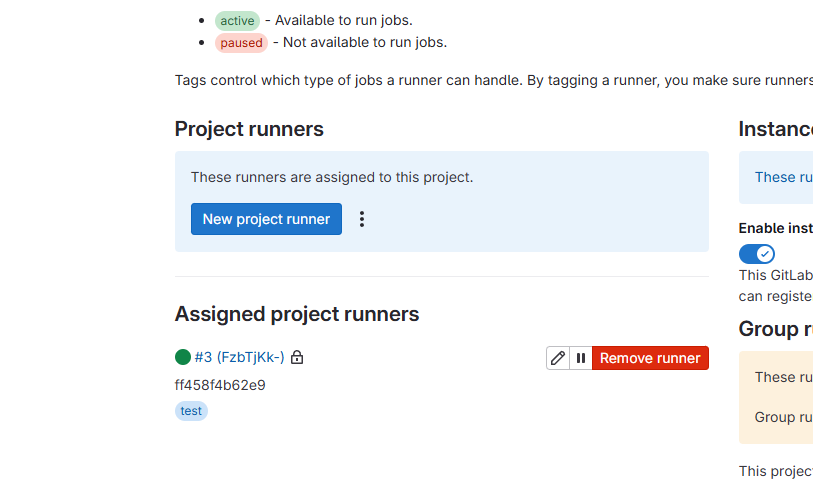 active - Available to run jobs.
paused - Not available to run jobs.
Tags control which type of jobs a runner can handle. By tagging a runner, you make sure runners
Project runners
These runners are assigned to this project.
New project runner
Assigned project runners
#3 (FzbTjKk-)
Remove runner
ff458f4b62e9
test
Instanc
These ru
Enable inst
This GitLab
can registe
Group r
These ru
Group ru
This project